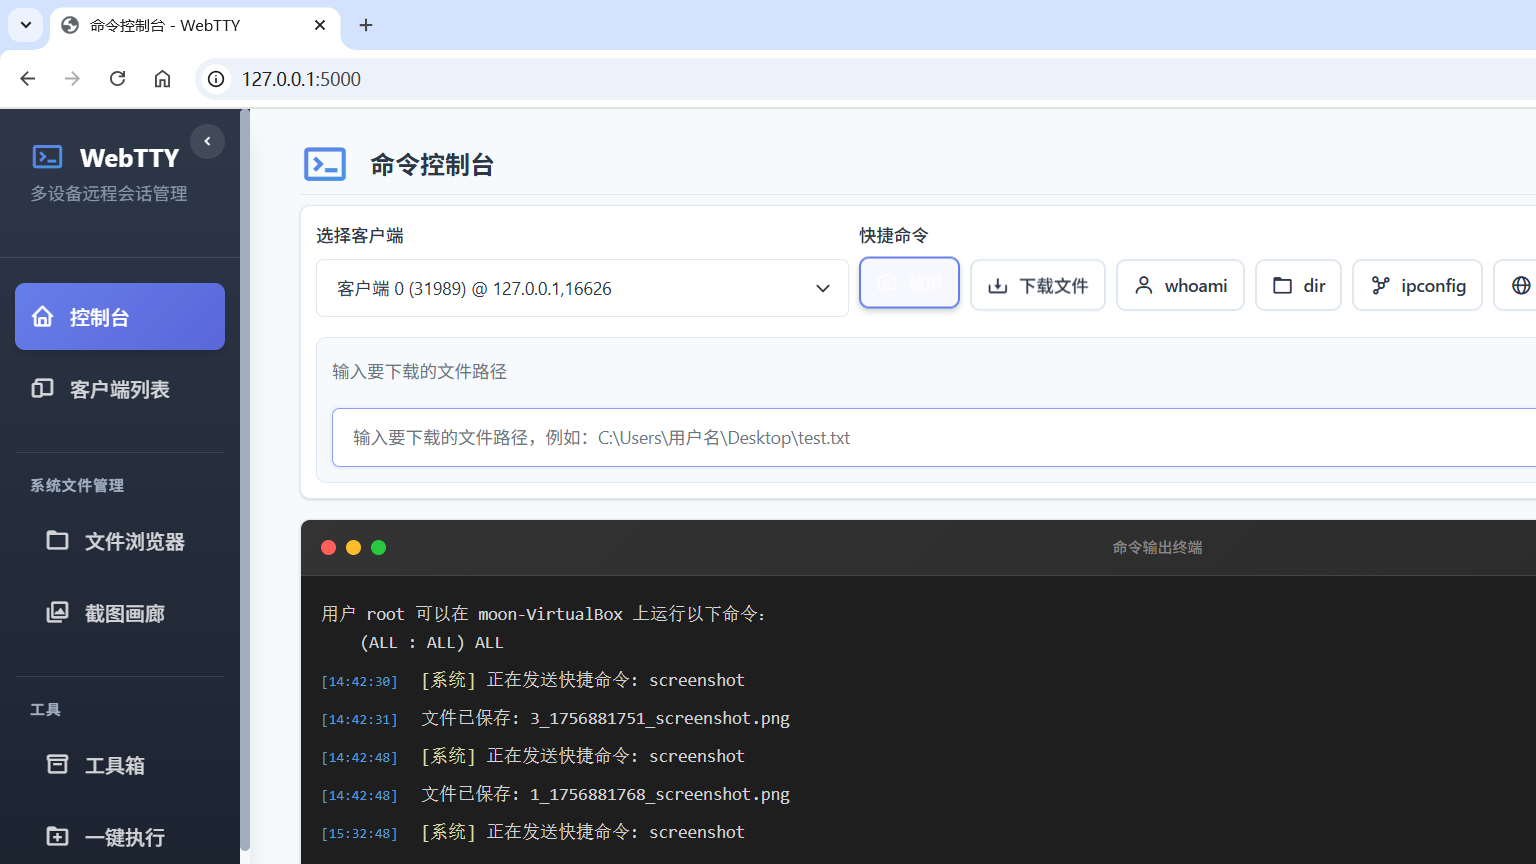 命令控制台 - WebTTY
127.0.0.1:5000
WebTTY
多设备远程会话管理
控制台
客户端列表
系统文件管理
文件浏览器
截图画廊
工具
工具箱
一键执行
命令控制台
选择客户端
快捷命令
客户端 0 (31989) @ 127.0.0.1,16626
下载文件
whoami
dir
ipconfig
输入要下载的文件路径
输入要下载的文件路径，例如：C:\Users\用户名\Desktop\test.txt
命令输出终端
用户 root 可以在 moon-VirtualBox 上运行以下命令：
(ALL : ALL) ALL
[14:42:30] [系统] 正在发送快捷命令: screenshot
[14:42:31] 文件已保存: 3_1756881751_screenshot.png
[14:42:48] [系统] 正在发送快捷命令: screenshot
[14:42:48] 文件已保存: 1_1756881768_screenshot.png
[15:32:48] [系统] 正在发送快捷命令: screenshot